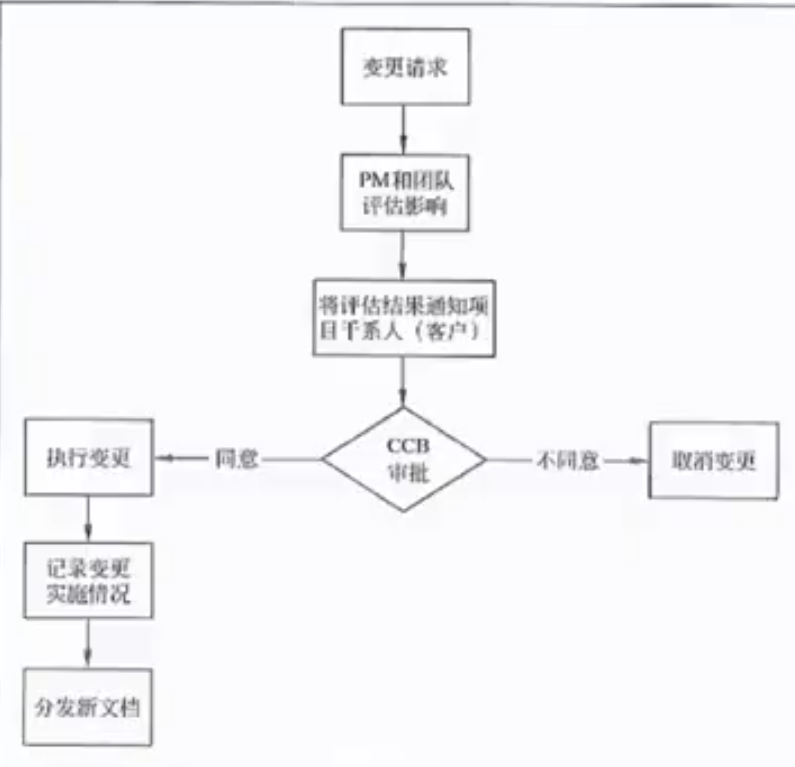 变更请求
PM和团队
评估影响
将评估结果通知项
目干系人（客户）
CCB
审批
同意
不同意
执行变更
取消变更
记录变更
实施情况
分发新文档